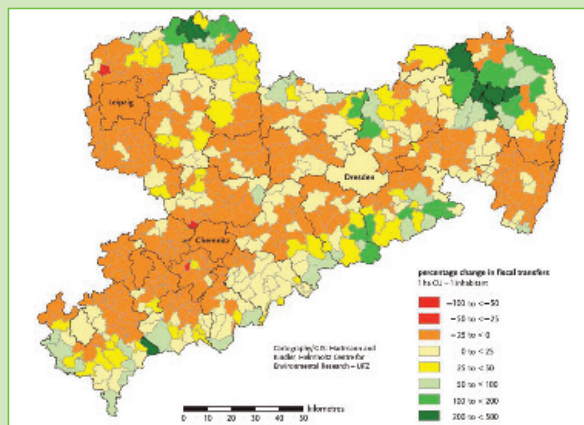 Leipzig
Dresden
Chemnitz
percentage change in fiscal transfers
1 ha CU = 1 inhabitant
−100 to <−50
−50 to <−25
−25 to <0
0 to <25
25 to <50
50 to <100
100 to <200
200 to <500
Cartography/GIS: Hartmann and
Kindler, Helmholtz Centre for
Environmental Research – UFZ
0 10 20 30 40 50 kilometres